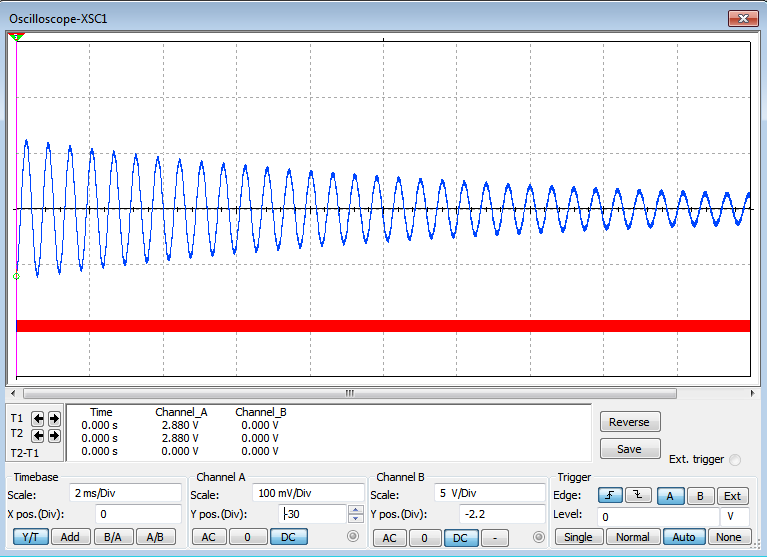 Oscilloscope-XSC1
T1
T2
T2-T1
Time Channel_A Channel_B
0.000 s 2.880 V 0.000 V
0.000 s 2.880 V 0.000 V
0.000 s 0.000 V 0.000 V
Reverse
Save
Ext. trigger
Timebase
Scale: 2 ms/Div
X pos.(Div): 0
Y/T Add B/A A/B
Channel A
Scale: 100 mV/Div
Y pos.(Div): -30
AC 0 DC
Channel B
Scale: 5 V/Div
Y pos.(Div): -2.2
AC 0 DC -
Trigger
Edge: A B Ext
Level: 0 V
Single Normal Auto None